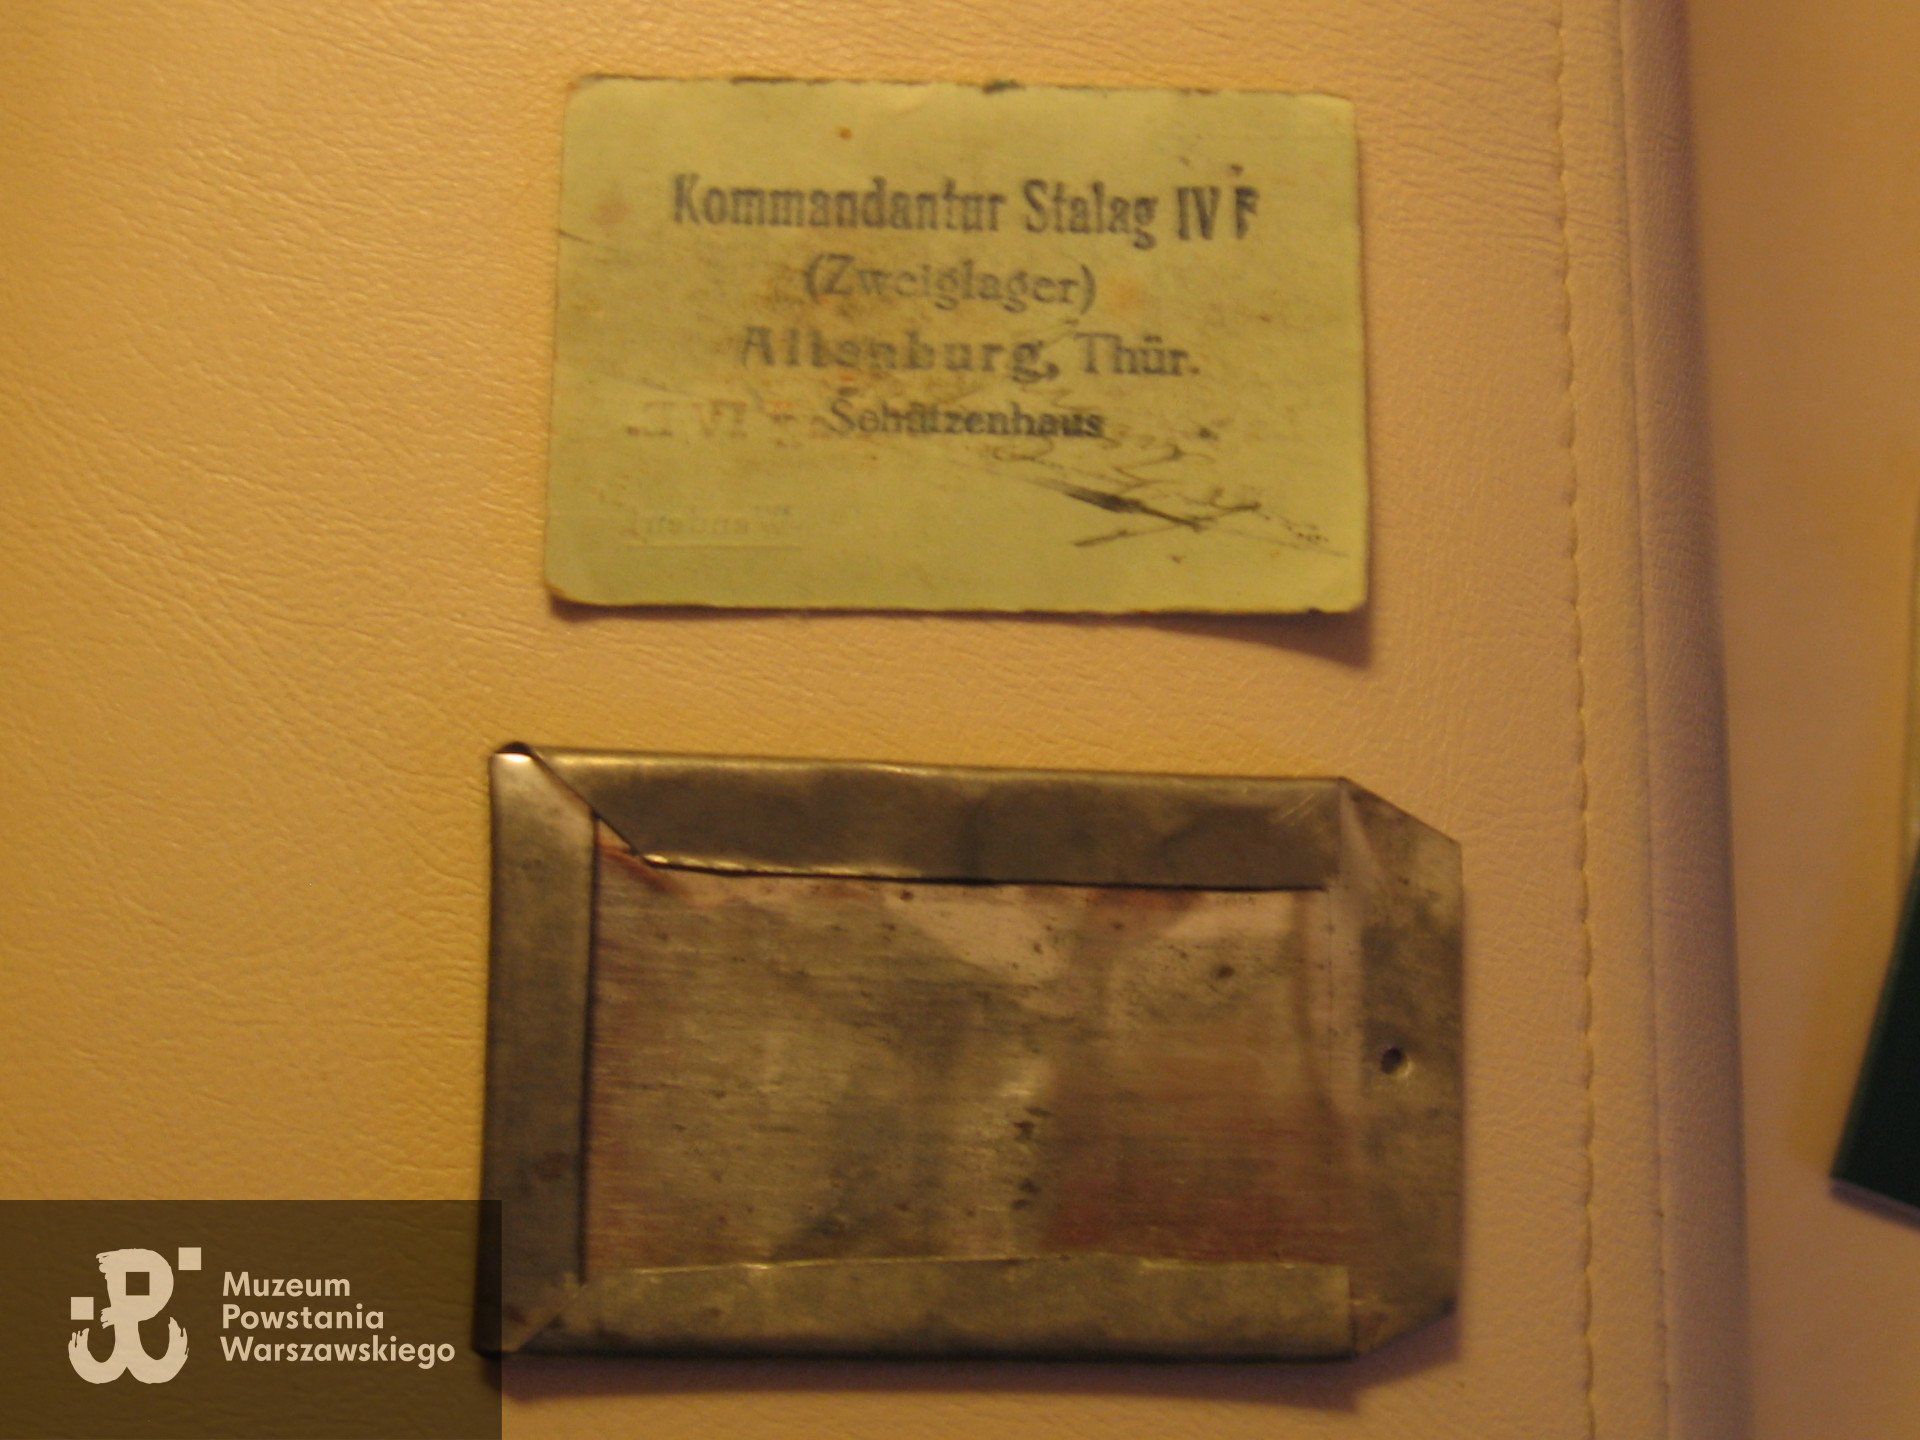 Kommandantur Stalag IV F
(Zweiglager)
Altenburg, Thür.
Schützenhaus
Muzeum
Powstania
Warszawskiego